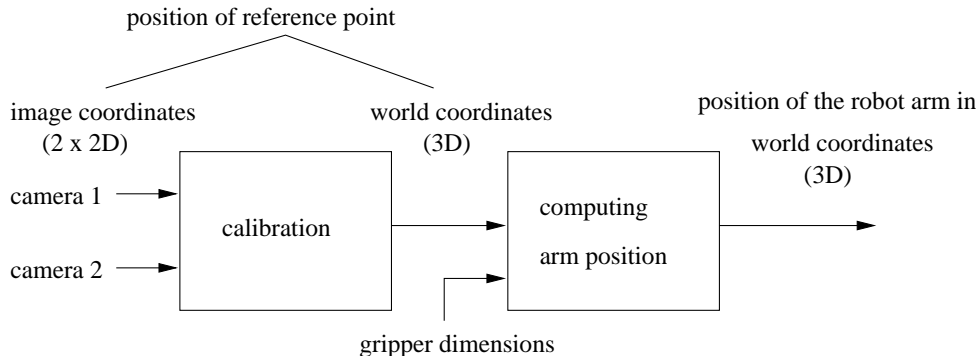 position of reference point
image coordinates
(2 x 2D)
world coordinates
(3D)
position of the robot arm in
world coordinates
(3D)
camera 1
camera 2
calibration
computing
arm position
gripper dimensions